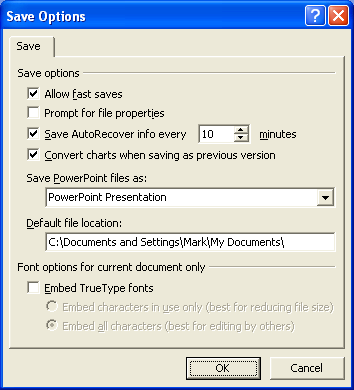 Save Options
Save
Save options
Allow fast saves
Prompt for file properties
Save AutoRecover info every 10 minutes
Convert charts when saving as previous version
Save PowerPoint files as:
PowerPoint Presentation
Default file location:
C:\Documents and Settings\Mark\My Documents\
Font options for current document only
Embed TrueType fonts
Embed characters in use only (best for reducing file size)
Embed all characters (best for editing by others)
OK Cancel